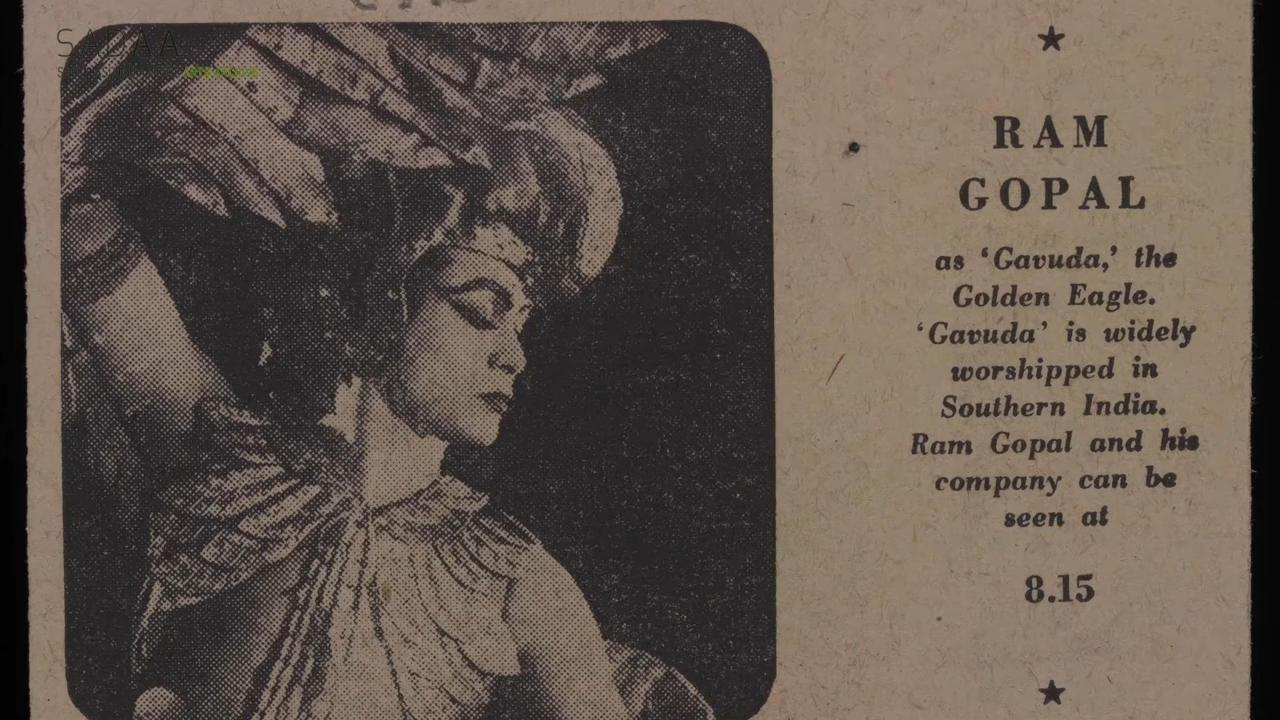 SADAA
RAM
GOPAL
as ‘Gavuda,’ the
Golden Eagle.
‘Gavuda’ is widely
worshipped in
Southern India.
Ram Gopal and his
company can be
seen at
8.15